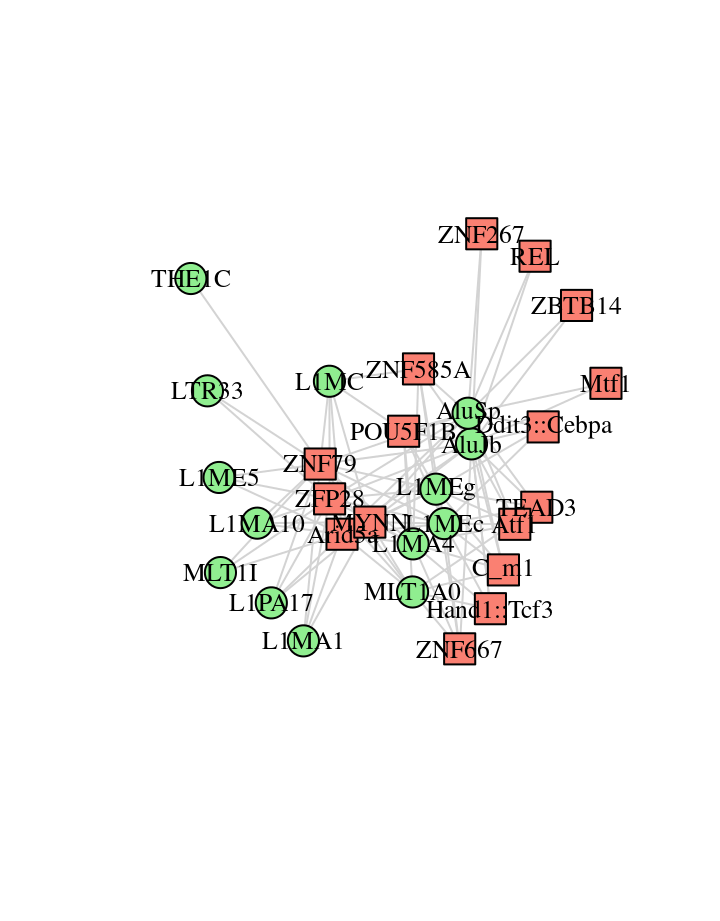 ZNF267
REL
THE1C
ZBTB14
ZNF585A
L1MC
Mtf1
LTR33
AluSp
Ddit3::Cebpa
POU5F1B
AluJb
ZNF79
L1ME5
L1MEg
ZFP28
TEAD3
L1MA10
MYNN
L1MEc
Atf1
Arid5a
L1MA4
C_m1
MLT1I
MLT1A0
L1PA17
Hand1::Tcf3
L1MA1
ZNF667